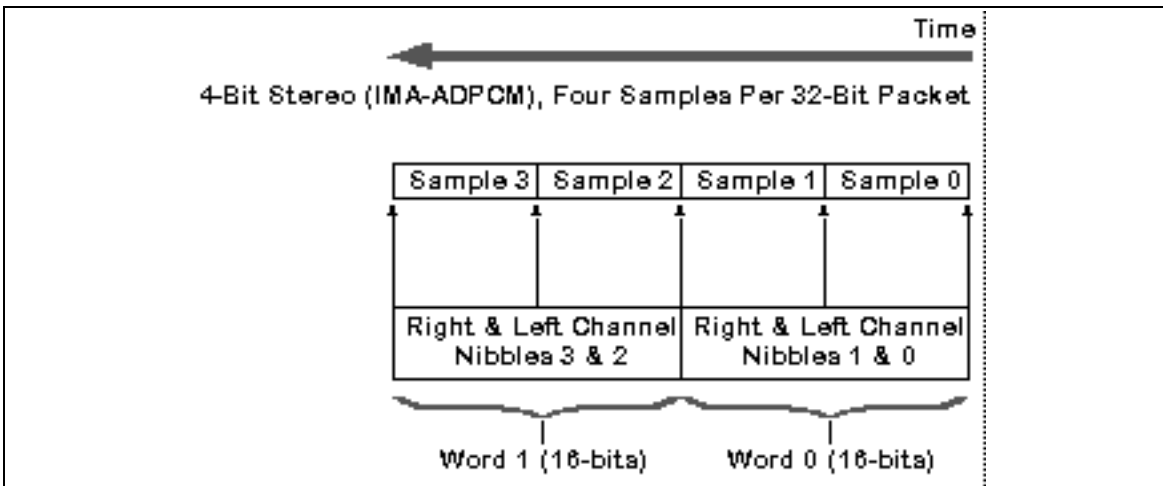 Time
4-Bit Stereo (IMA-ADPCM), Four Samples Per 32-Bit Packet
Sample 3 Sample 2 Sample 1 Sample 0
Right & Left Channel Nibbles 3 & 2
Right & Left Channel Nibbles 1 & 0
Word 1 (16-bits) Word 0 (16-bits)